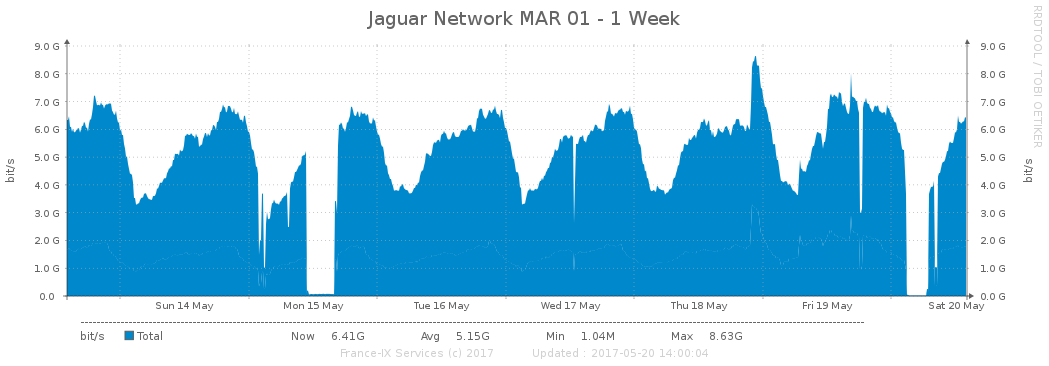 Jaguar Network MAR 01 - 1 Week
RRDTOOL / TOBI OETIKER
bit/s
9.0 G
8.0 G
7.0 G
6.0 G
5.0 G
4.0 G
3.0 G
2.0 G
1.0 G
0.0
9.0 G
8.0 G
7.0 G
6.0 G
5.0 G
4.0 G
3.0 G
2.0 G
1.0 G
0.0 G
bit/s
Sun 14 May Mon 15 May Tue 16 May Wed 17 May Thu 18 May Fri 19 May Sat 20 May
bit/s Total Now 6.41G Avg 5.15G Min 1.04M Max 8.63G
France-IX Services (c) 2017 Updated : 2017-05-20 14:00:04